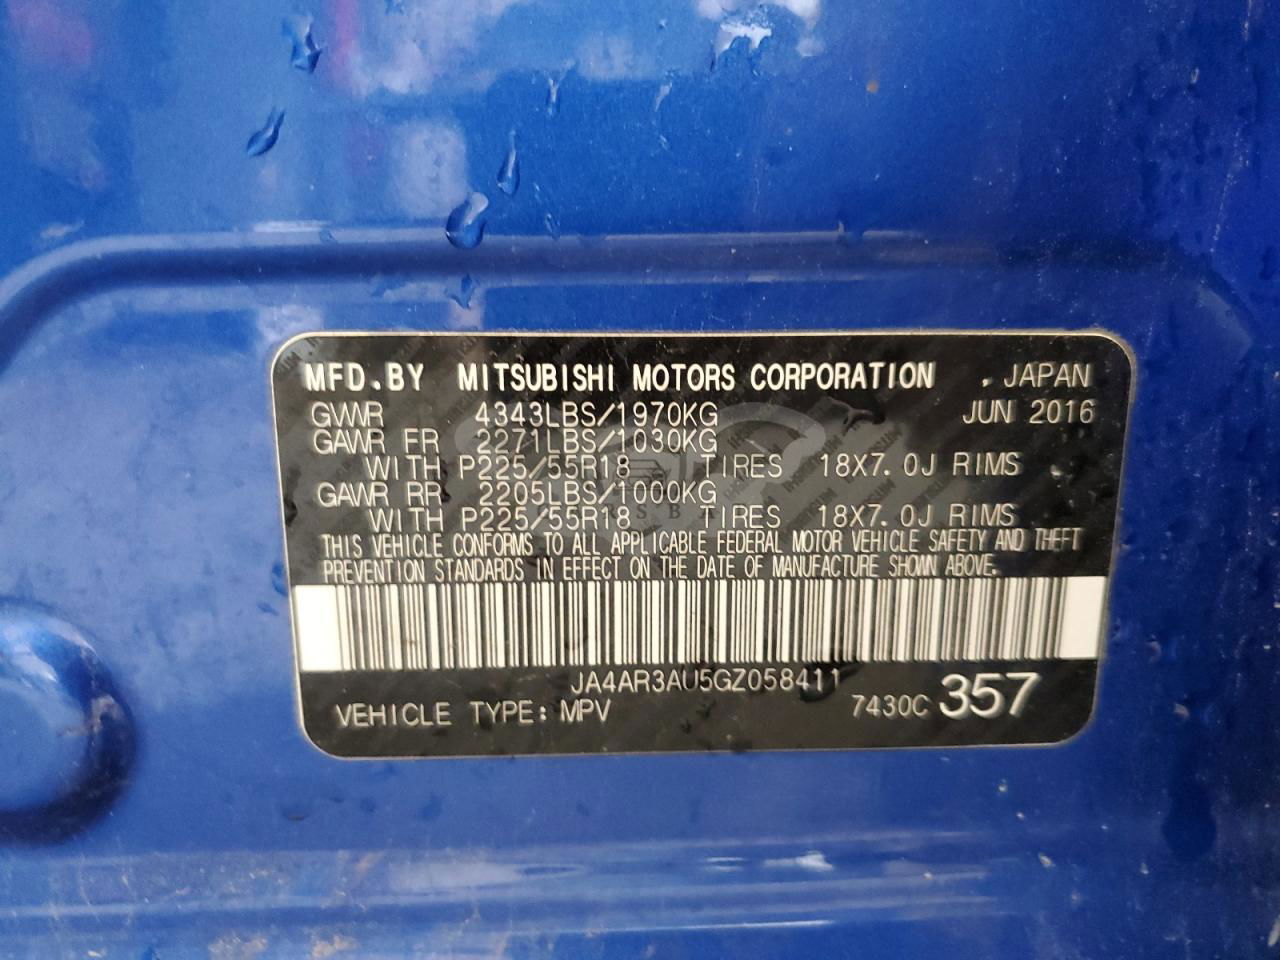 MFD.BY MITSUBISHI MOTORS CORPORATION . JAPAN
GVWR 4343LBS/1970KG JUN 2016
GAWR FR 2271LBS/1030KG
WITH P225/55R18 TIRES 18X7.0J RIMS
GAWR RR 2205LBS/1000KG
WITH P225/55R18 TIRES 18X7.0J RIMS
THIS VEHICLE CONFORMS TO ALL APPLICABLE FEDERAL MOTOR VEHICLE SAFETY AND THEFT
PREVENTION STANDARDS IN EFFECT ON THE DATE OF MANUFACTURE SHOWN ABOVE.
JA4AR3AU5GZ058411
VEHICLE TYPE: MPV 7430C 357